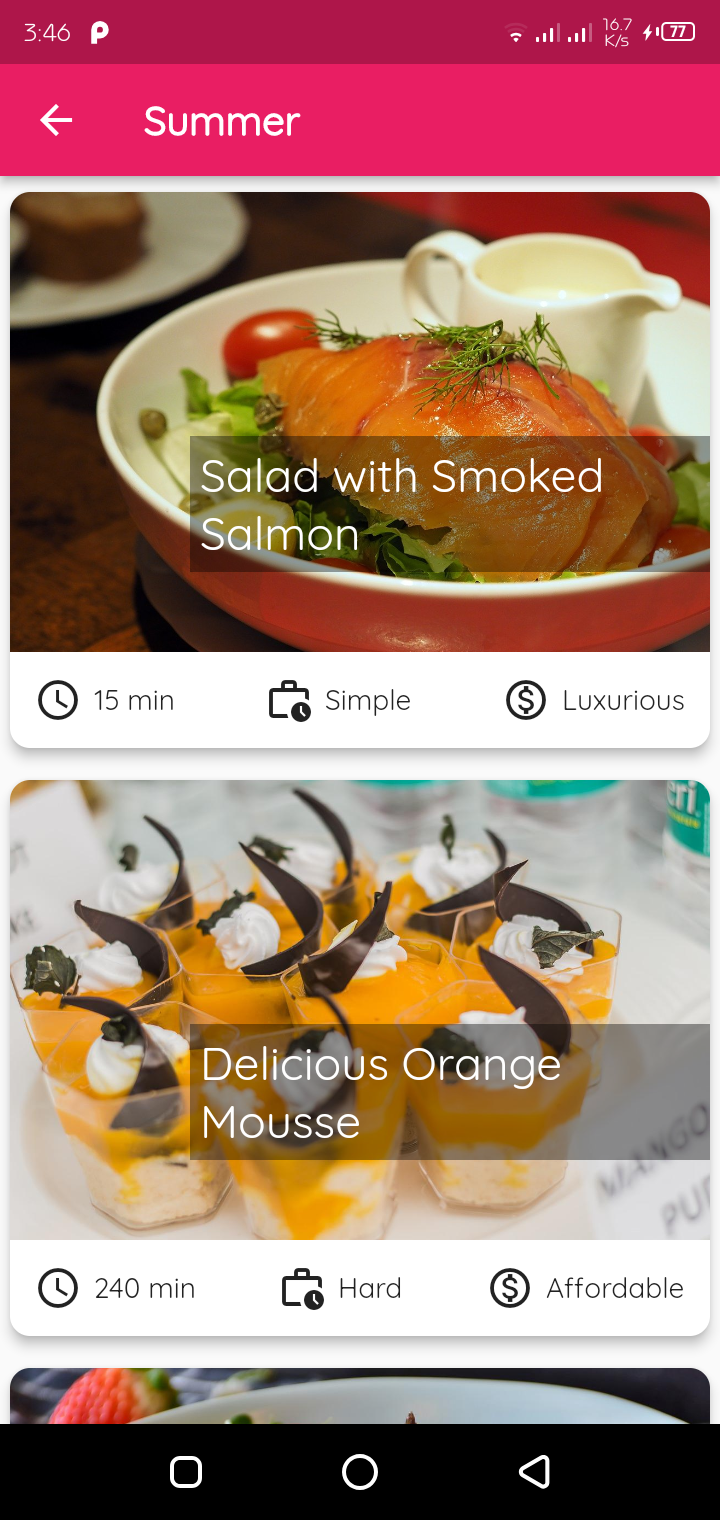 3:46
16.7
K/s
77
Summer
Salad with Smoked
Salmon
15 min
Simple
Luxurious
Delicious Orange
Mousse
240 min
Hard
Affordable
MANGO